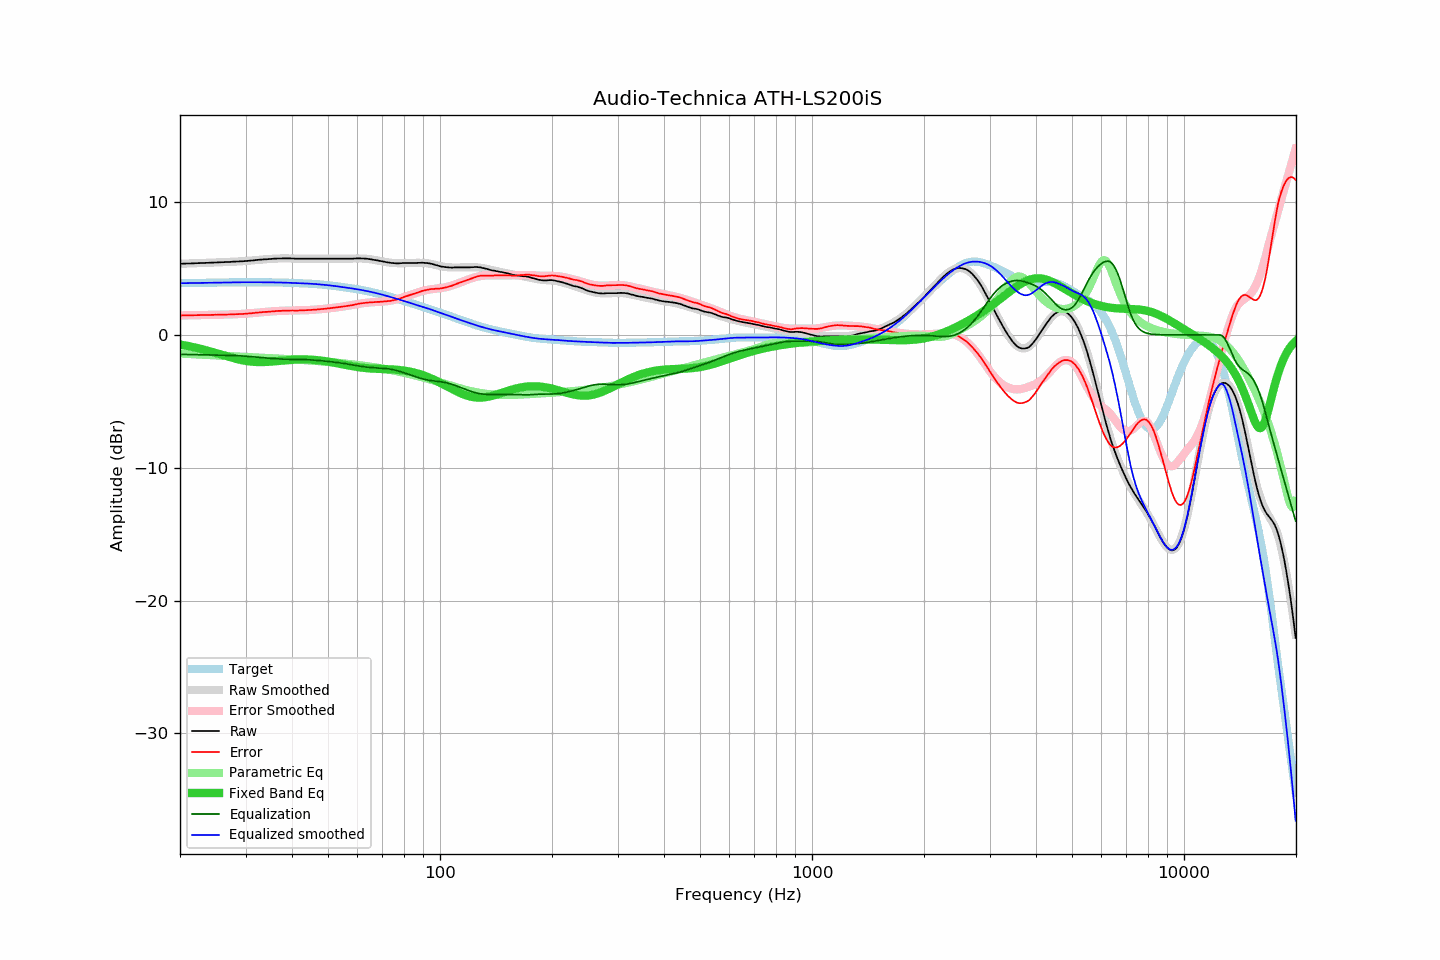 Audio-Technica ATH-LS200iS
10
0
−10
−20
−30
Amplitude (dBr)
Target
Raw Smoothed
Error Smoothed
Raw
Error
Parametric Eq
Fixed Band Eq
Equalization
Equalized smoothed
100
1000
10000
Frequency (Hz)